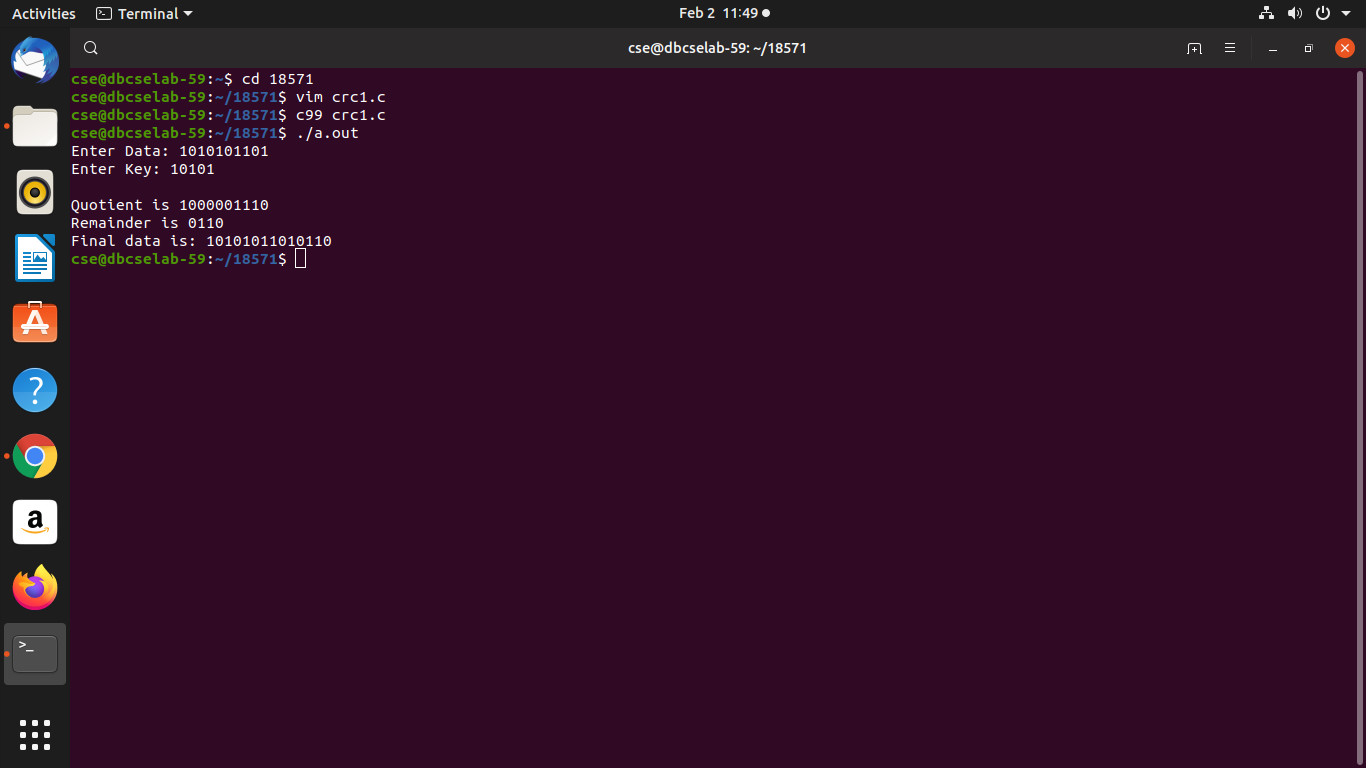 Activities Terminal Feb 2 11:49
cse@dbcselab-59: ~/18571
cse@dbcselab-59:~$ cd 18571
cse@dbcselab-59:~/18571$ vim crc1.c
cse@dbcselab-59:~/18571$ c99 crc1.c
cse@dbcselab-59:~/18571$ ./a.out
Enter Data: 1010101101
Enter Key: 10101
Quotient is 1000001110
Remainder is 0110
Final data is: 10101011010110
cse@dbcselab-59:~/18571$